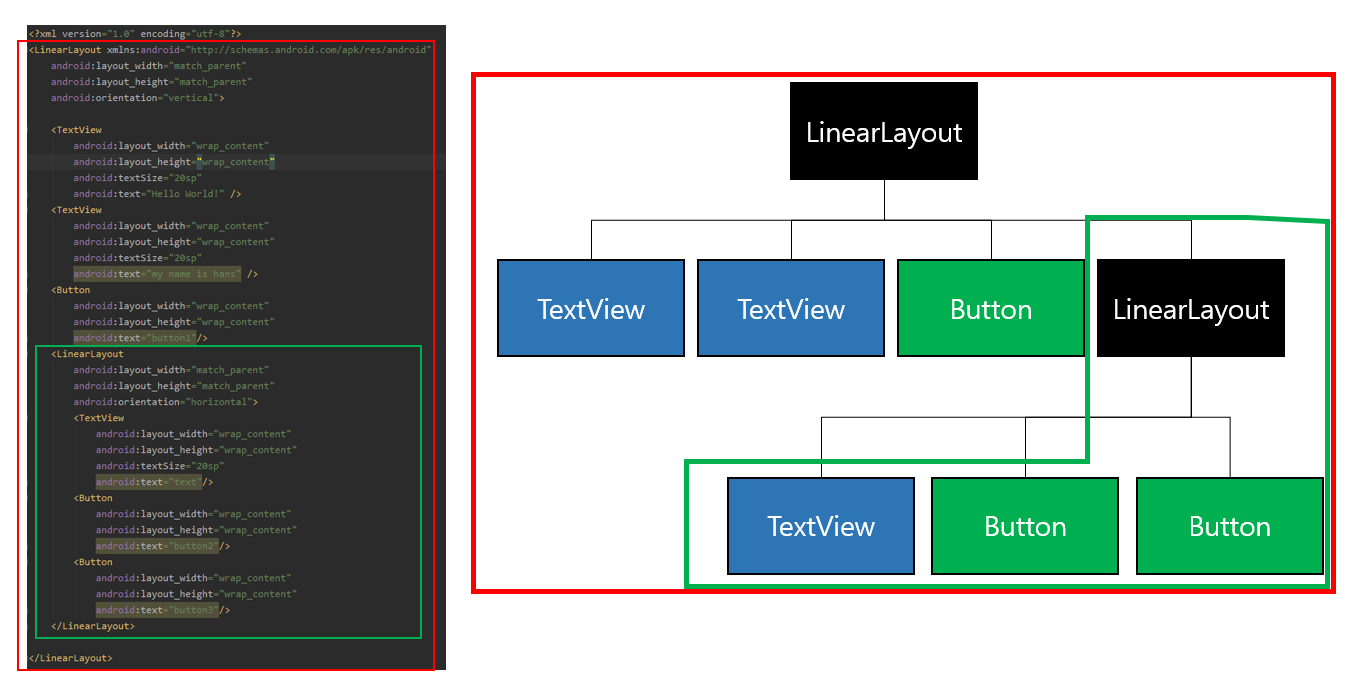 <?xml version="1.0" encoding="utf-8"?>
<LinearLayout xmlns:android="http://schemas.android.com/apk/res/android"
android:layout_width="match_parent"
android:layout_height="match_parent"
android:orientation="vertical">
<TextView
android:layout_width="wrap_content"
android:layout_height="wrap_content"
android:textSize="20sp"
android:text="Hello World!" />
<TextView
android:layout_width="wrap_content"
android:layout_height="wrap_content"
android:textSize="20sp"
android:text="my name is hans" />
<Button
android:layout_width="wrap_content"
android:layout_height="wrap_content"
android:text="button1"/>
<LinearLayout
android:layout_width="match_parent"
android:layout_height="match_parent"
android:orientation="horizontal">
<TextView
android:layout_width="wrap_content"
android:layout_height="wrap_content"
android:textSize="20sp"
android:text="text"/>
<Button
android:layout_width="wrap_content"
android:layout_height="wrap_content"
android:text="button2"/>
<Button
android:layout_width="wrap_content"
android:layout_height="wrap_content"
android:text="button3"/>
</LinearLayout>
</LinearLayout>
LinearLayout
TextView
TextView
Button
LinearLayout
TextView
Button
Button